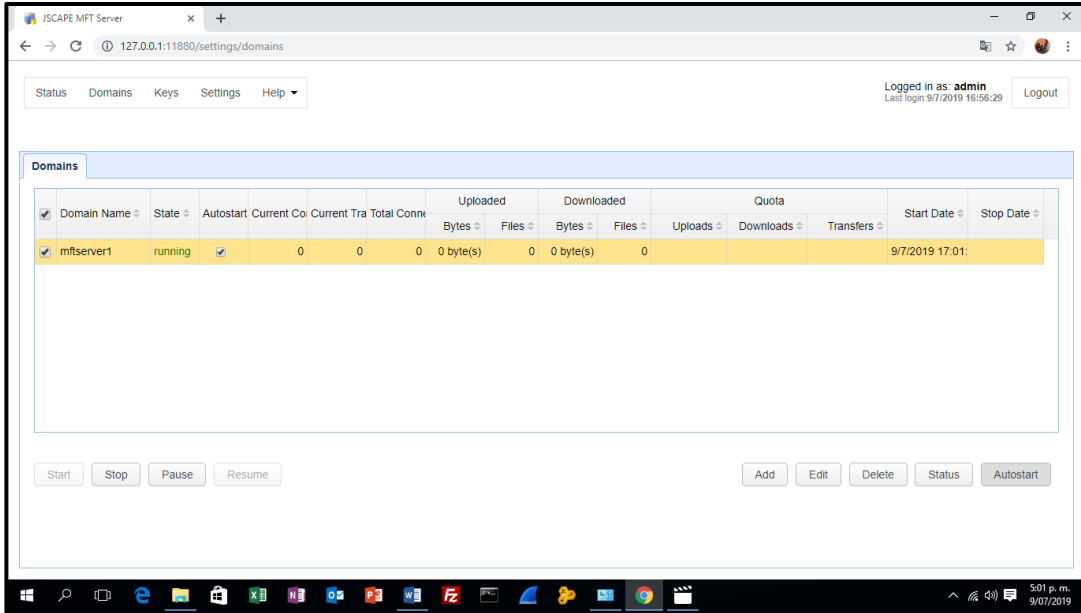 JSCAPE MFT Server
127.0.0.1:11880/settings/domains
Status Domains Keys Settings Help
Logged in as: admin
Last login:9/7/2019 16:56:29
Logout
Domains
Domain Name State Autostart Current Co Current Tra Total Conne Uploaded Downloaded Quota Start Date Stop Date
Bytes Files Bytes Files Uploads Downloads Transfers
mftserver1 running 0 0 0 0 byte(s) 0 0 byte(s) 0 9/7/2019 17:01:
Start Stop Pause Resume Add Edit Delete Status Autostart
5:01 p. m.
9/07/2019